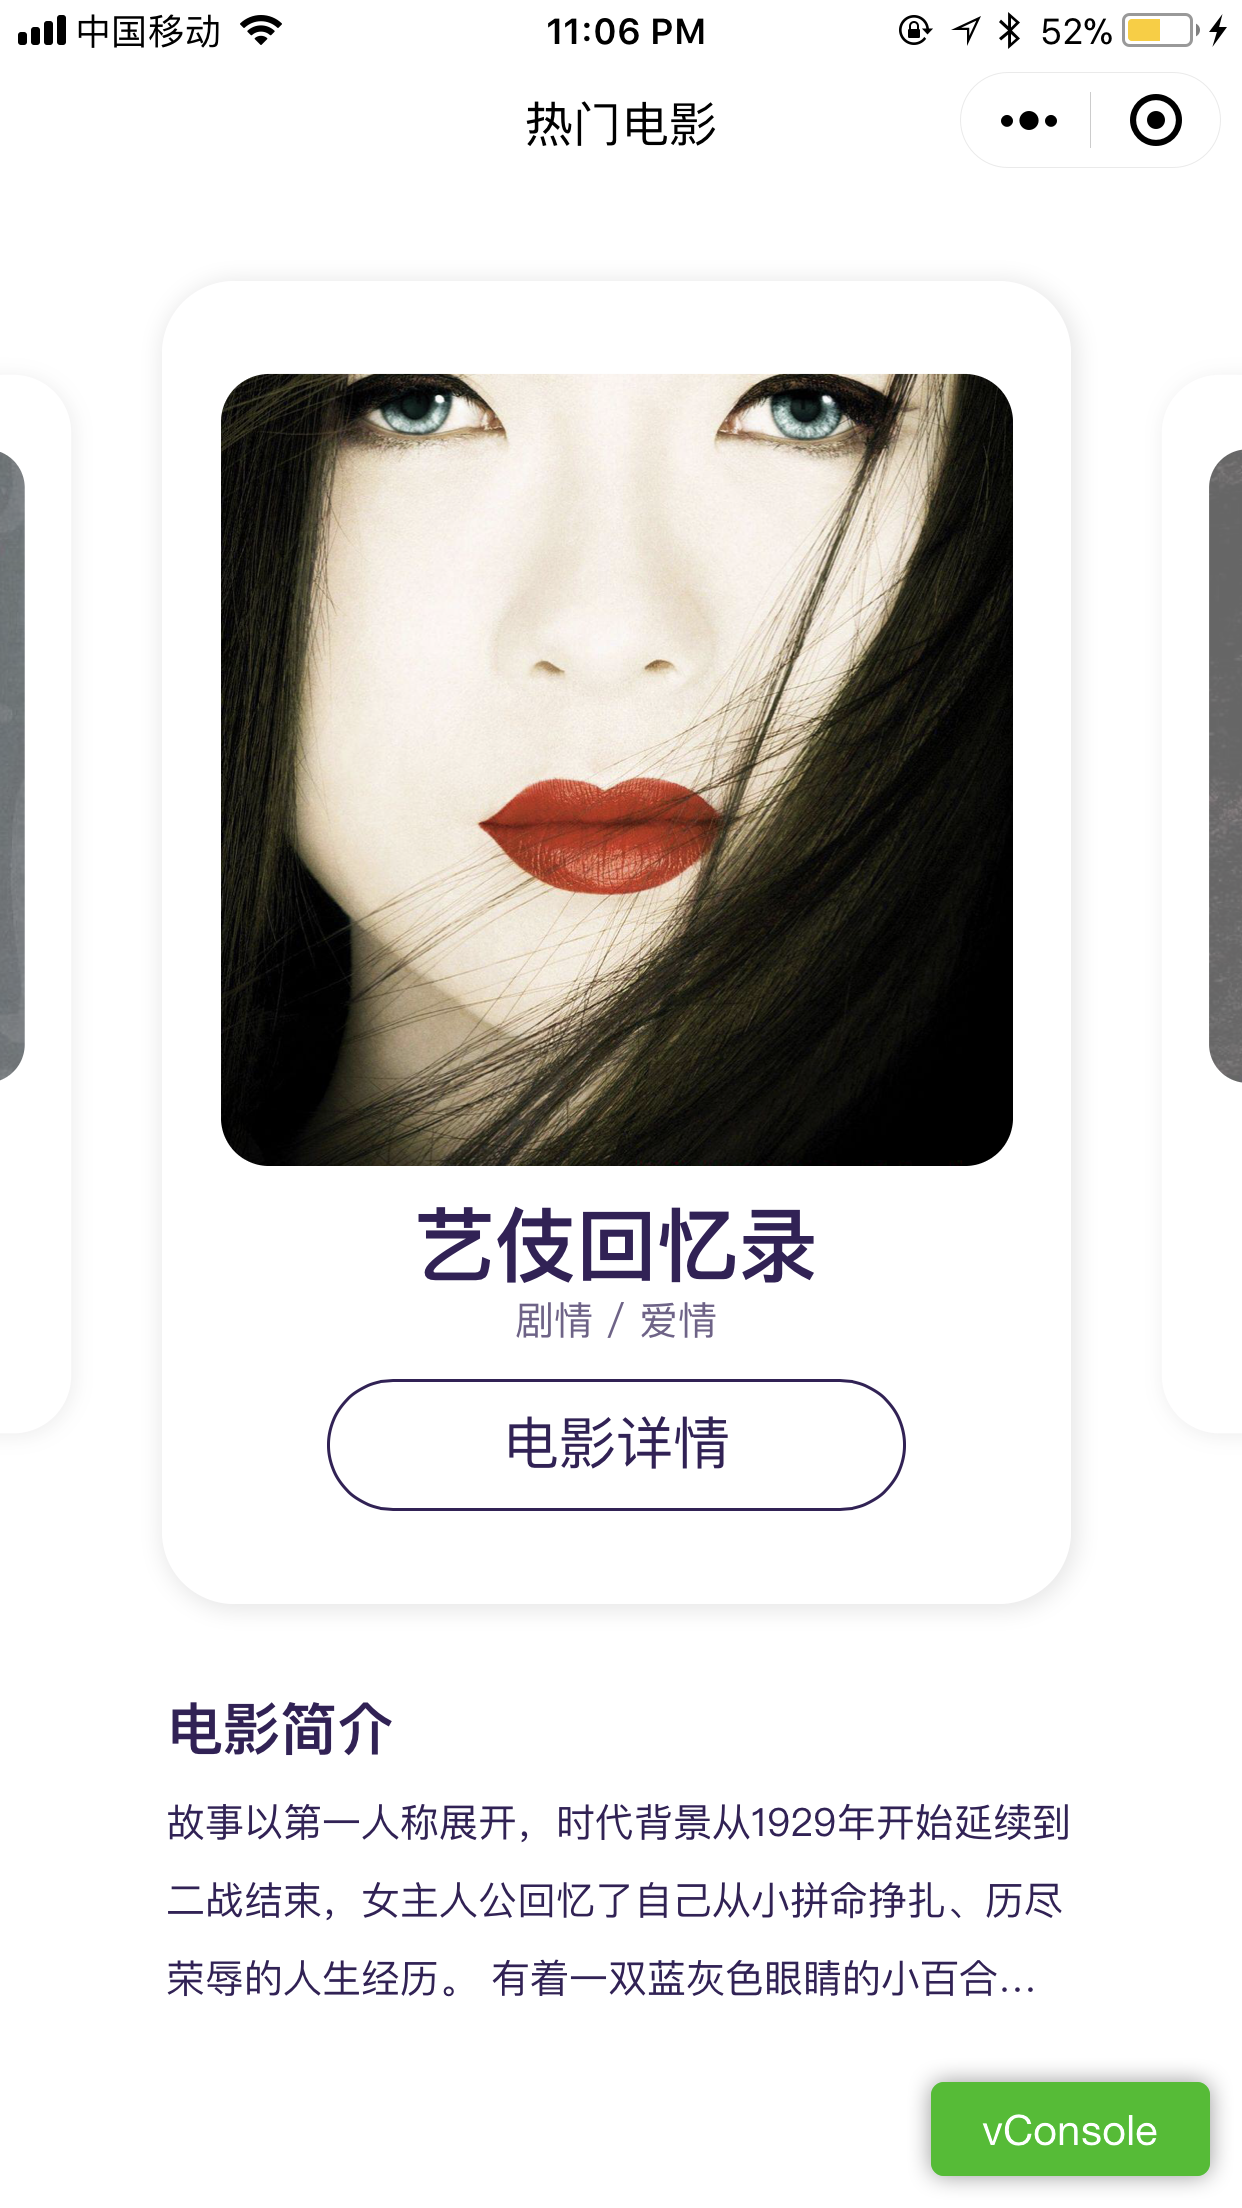 中国移动
11:06 PM
52%
热门电影
艺伎回忆录
剧情 / 爱情
电影详情
电影简介
故事以第一人称展开，时代背景从1929年开始延续到
二战结束，女主人公回忆了自己从小拼命挣扎、历尽
荣辱的人生经历。 有着一双蓝灰色眼睛的小百合...
vConsole